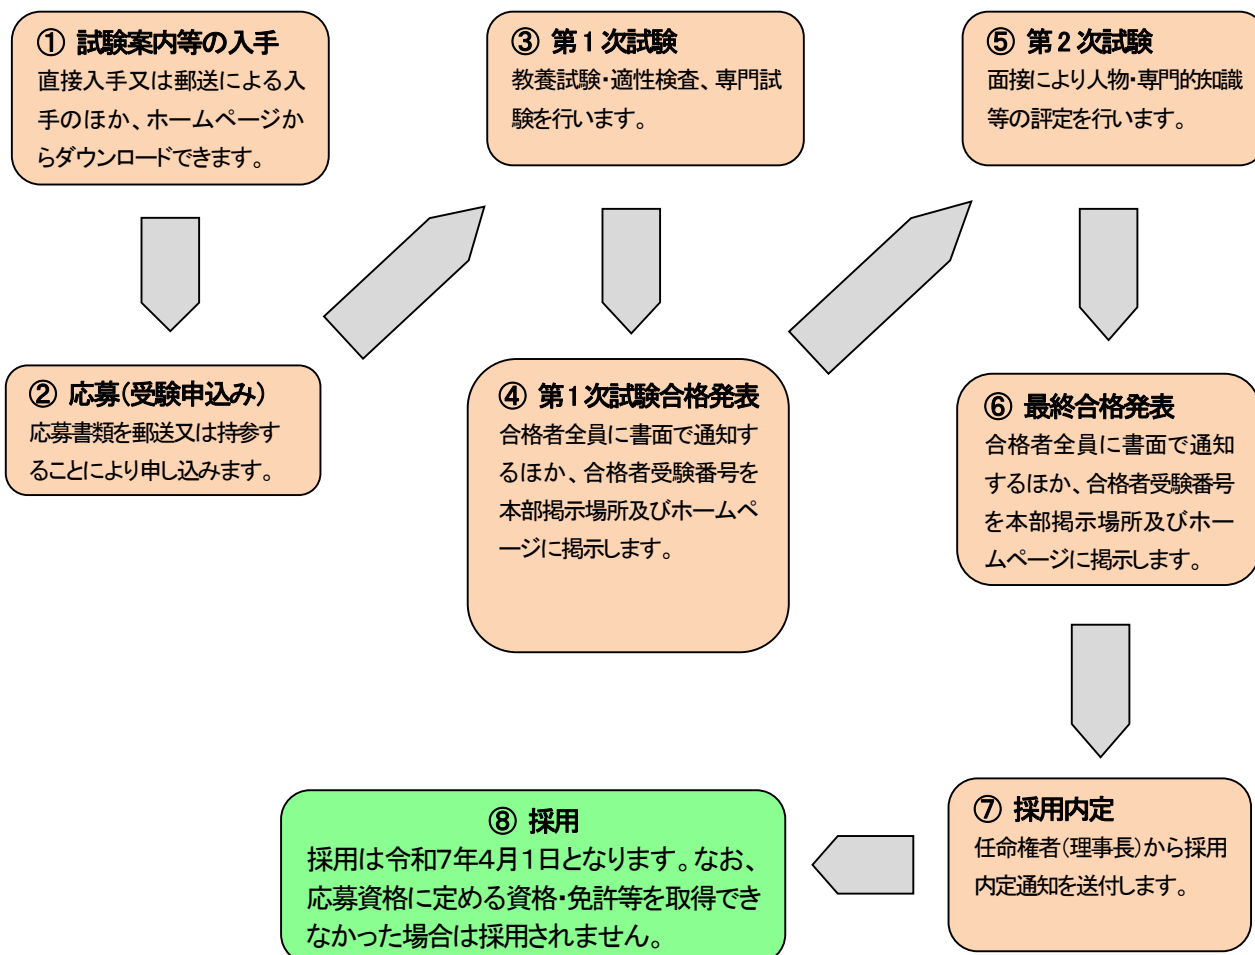 ① 試験案内等の入手
直接入手又は郵送による入
手のほか、ホームページか
らダウンロードできます。
② 応募(受験申込み)
応募書類を郵送又は持参す
ることにより申し込みます。
③ 第1次試験
教養試験・適性検査、専門試
験を行います。
④ 第1次試験合格発表
合格者全員に書面で通知す
るほか、合格者受験番号を
本部掲示場所及びホームペ
ージに掲示します。
⑤ 第2次試験
面接により人物・専門的知識
等の評定を行います。
⑥ 最終合格発表
合格者全員に書面で通知
するほか、合格者受験番号
を本部掲示場所及びホー
ムページに掲示します。
⑦ 採用内定
任命権者(理事長)から採用
内定通知を送付します。
⑧ 採用
採用は令和7年4月1日となります。なお、
応募資格に定める資格・免許等を取得でき
なかった場合は採用されません。